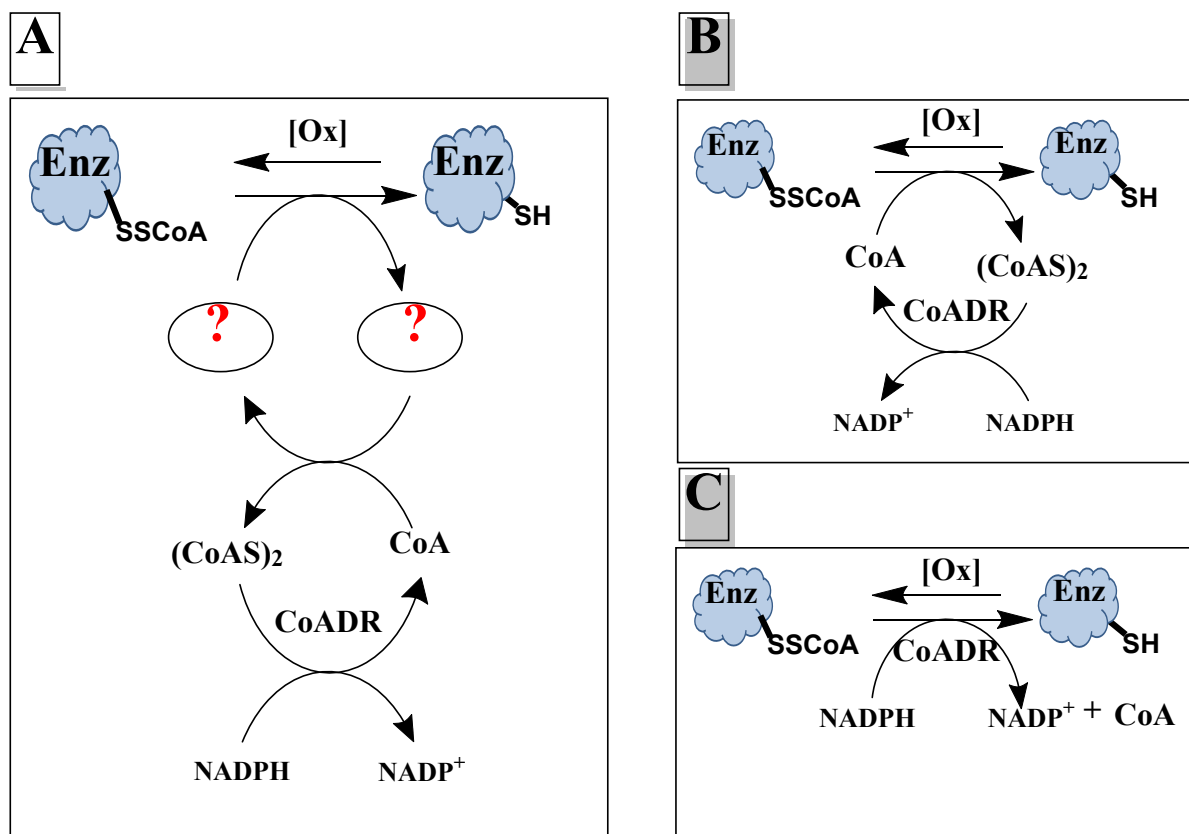 A
[Ox]
Enz
Enz
SSCoA
SH
?
?
(CoAS)2
CoA
CoADR
NADPH
NADP+
B
[Ox]
Enz
Enz
SSCoA
SH
CoA
(CoAS)2
CoADR
NADP+
NADPH
C
[Ox]
Enz
Enz
SSCoA
SH
CoADR
NADPH
NADP+ + CoA